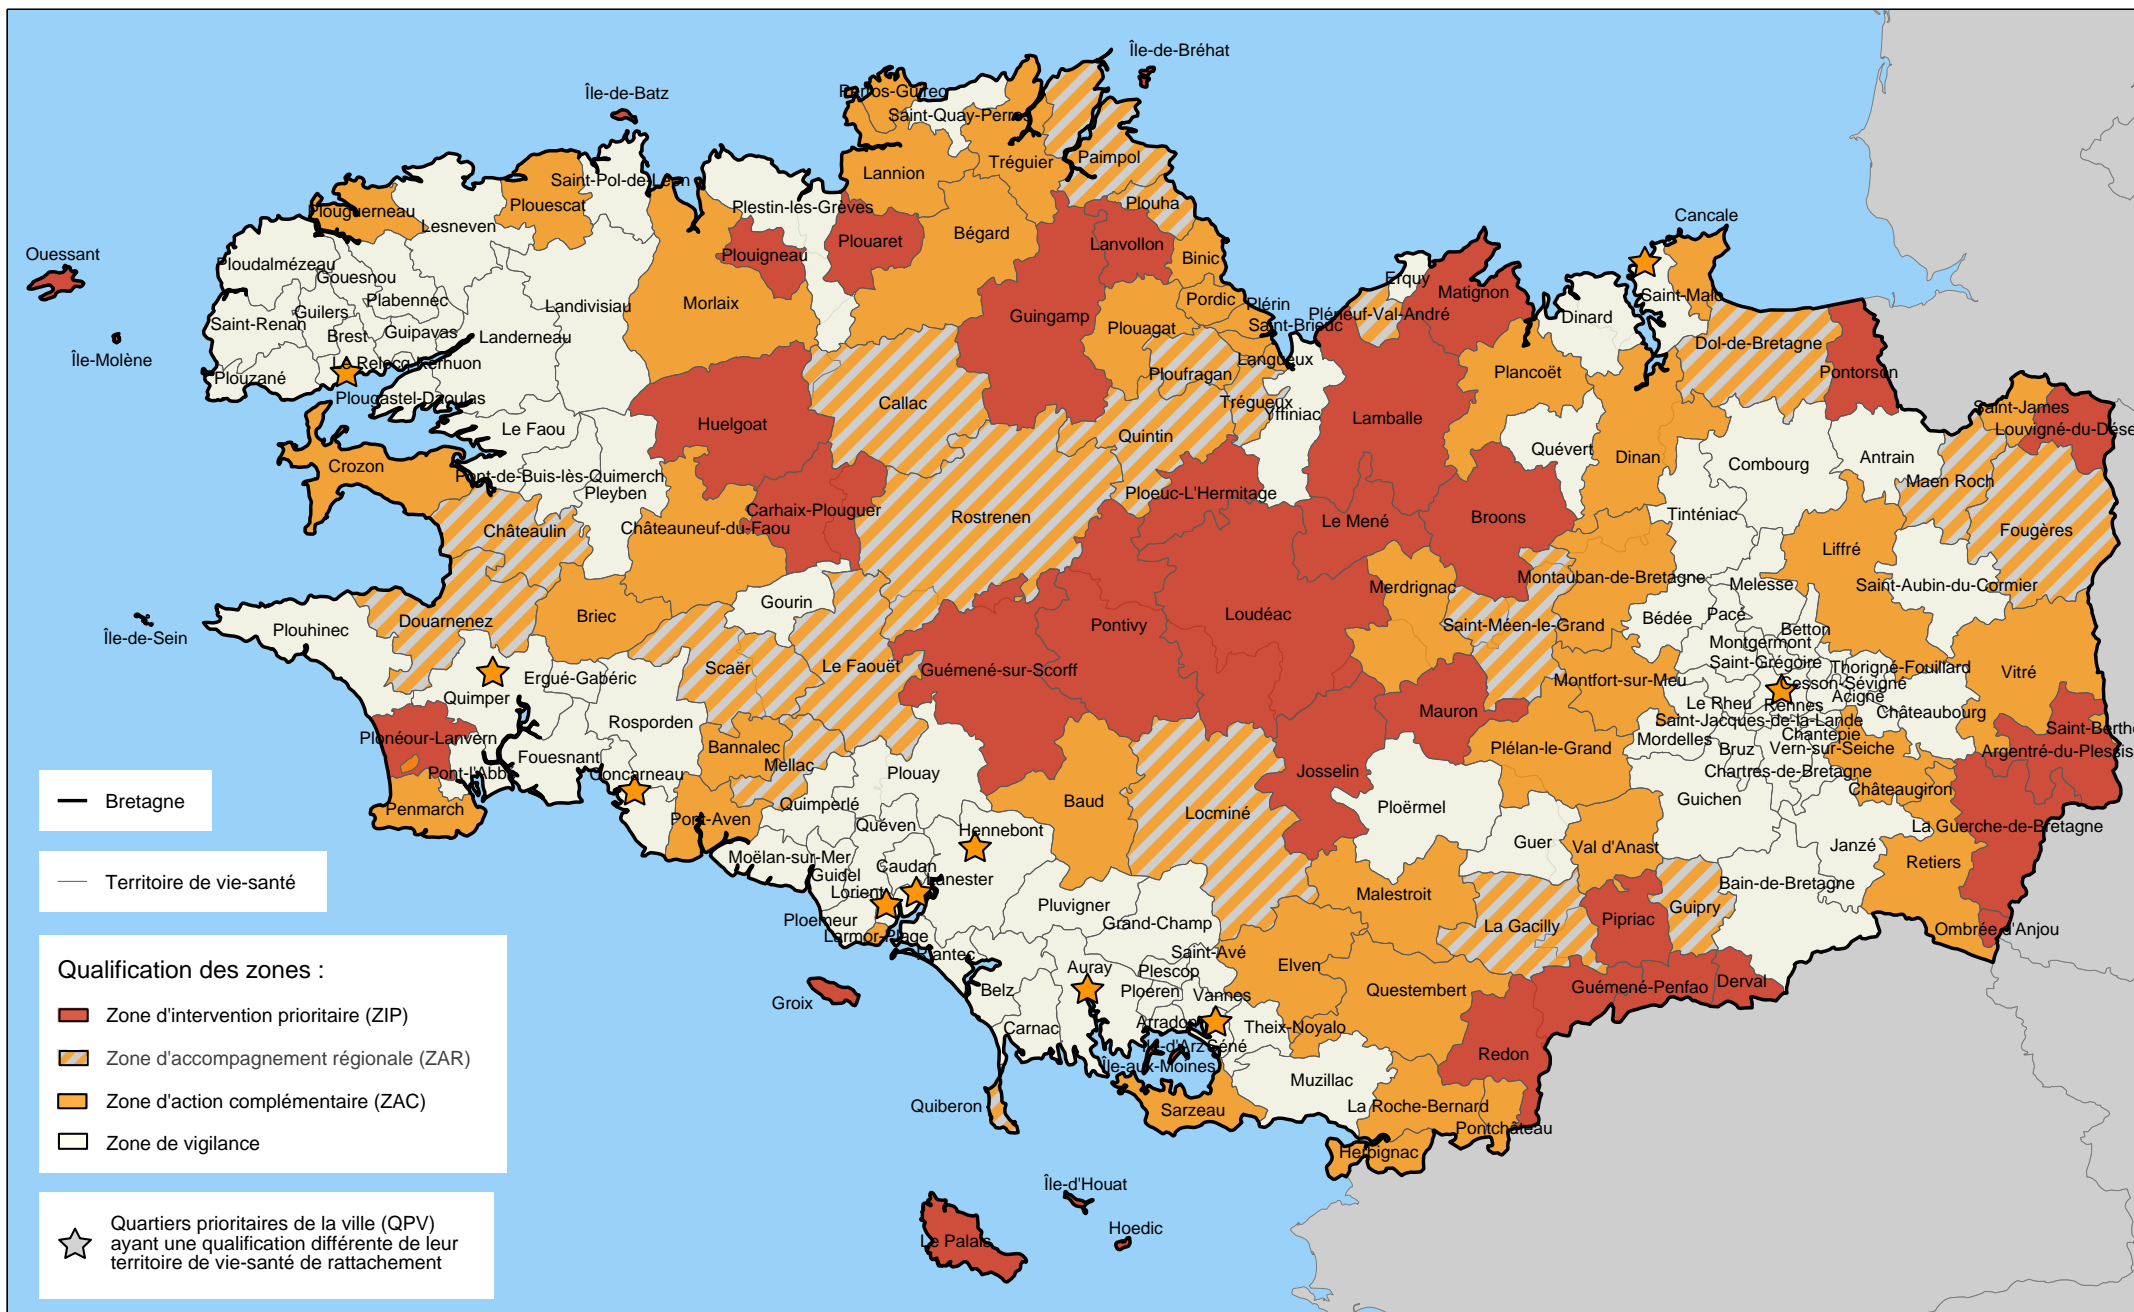 Île-de-Bréhat
Île-de-Batz
Perros-Guirec
Saint-Quay-Perros
Tréguier
Paimpol
Lannion
Saint-Pol-de-Léon
Plouescat
Plouguerneau
Lesneven
Plestin-les-Grèves
Plouha
Cancale
Ouessant
Ploudalmézeau
Gouesnou
Plabennec
Plouigneau
Plouaret
Bégard
Lanvollon
Binic
Erquy
Matignon
Saint-Malo
Guilers
Landivisiau
Morlaix
Pordic
Plérin
Saint-Renan
Brest
Guipavas
Landerneau
Guingamp
Plouagat
Saint-Brieuc
Pléneuf-Val-André
Dinard
Dol-de-Bretagne
Île-Molène
Le Relecq-Kerhuon
Plouzané
Langueux
Ploufragan
Plancoët
Pontorson
Plougastel-Daoulas
Callac
Trégueux
Yffiniac
Lamballe
Saint-James
Louvigné-du-Dése
Le Faou
Huelgoat
Quintin
Quévert
Dinan
Combourg
Antrain
Crozon
Pont-de-Buis-lès-Quimerch
Pleyben
Ploeuc-L'Hermitage
Maen Roch
Châteaulin
Châteauneuf-du-Faou
Carhaix-Plouguer
Rostrenen
Le Mené
Broons
Tinténiac
Fougères
Liffré
Île-de-Sein
Plouhinec
Douarnenez
Briec
Gourin
Pontivy
Loudéac
Merdrignac
Montauban-de-Bretagne
Melesse
Saint-Aubin-du-Cormier
Saint-Méen-le-Grand
Bédée
Pacé
Betton
Montgermont
Saint-Grégoire
Thorigné-Fouillard
Vitré
Quimper
Ergué-Gabéric
Scaër
Le Faouët
Guémené-sur-Scorff
Montfort-sur-Meu
Cesson-Sévigné
Acigné
Le Rheu
Rennes
Mauron
Châteaubourg
Rosporden
Saint-Jacques-de-la-Lande
Chantepie
Saint-Berthe
Plonéour-Lanvern
Fouesnant
Bannalec
Mellac
Plélan-le-Grand
Mordelles
Bruz
Vern-sur-Seiche
Argentré-du-Plessis
Pont-l'Abbé
Concarneau
Plouay
Josselin
Chartres-de-Bretagne
Châteaugiron
Penmarch
Pont-Aven
Quimperlé
Quéven
Baud
Locminé
Ploërmel
Guichen
La Guerche-de-Bretagne
Hennebont
Guer
Val d'Anast
Janzé
Moëlan-sur-Mer
Guidel
Caudan
Lanester
Retiers
Lorient
Malestroit
Bain-de-Bretagne
Ploemeur
Larmor-Plage
Pluvigner
Grand-Champ
La Gacilly
Pipriac
Guipry
Ombrée d'Anjou
Plantec
Saint-Avé
Auray
Plescop
Elven
Belz
Ploeren
Vannes
Questembert
Guémené-Penfao
Derval
Groix
Carnac
Arradon
Theix-Noyalo
Île-d'Arz
Séné
Île-aux-Moines
Redon
Muzillac
Quiberon
Sarzeau
La Roche-Bernard
Pontchâteau
Herbignac
Île-d'Houat
Hoedic
Le Palais
Bretagne
Territoire de vie-santé
Qualification des zones :
Zone d'intervention prioritaire (ZIP)
Zone d'accompagnement régionale (ZAR)
Zone d'action complémentaire (ZAC)
Zone de vigilance
Quartiers prioritaires de la ville (QPV)
ayant une qualification différente de leur
territoire de vie-santé de rattachement